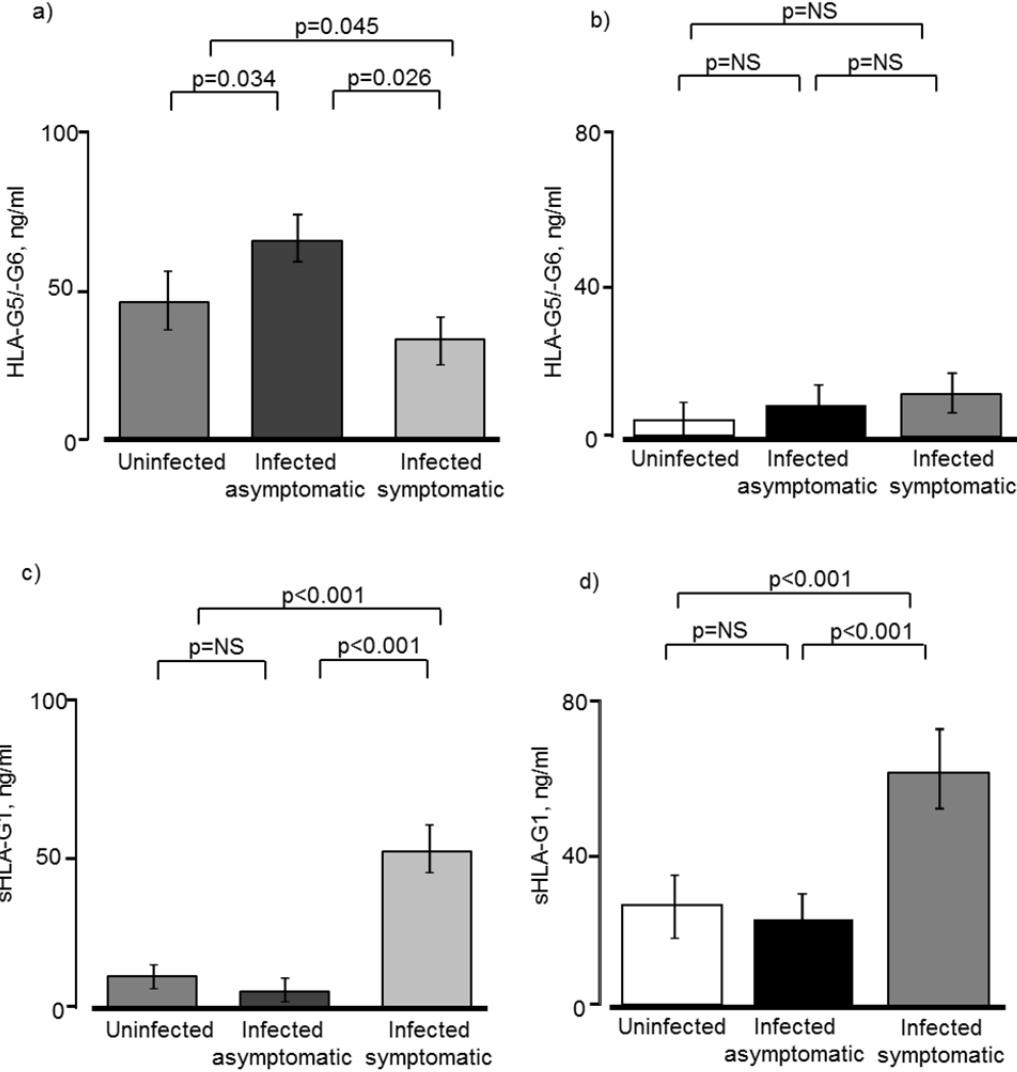 a)
p=0.045
p=0.034
p=0.026
100
50
0
HLA-G5/-G6, ng/ml
Uninfected
Infected
asymptomatic
Infected
symptomatic
b)
p=NS
p=NS
p=NS
80
40
0
HLA-G5/-G6, ng/ml
Uninfected
Infected
asymptomatic
Infected
symptomatic
c)
p<0.001
p=NS
p<0.001
100
50
0
sHLA-G1, ng/ml
Uninfected
Infected
asymptomatic
Infected
symptomatic
d)
p<0.001
p=NS
p<0.001
80
40
0
sHLA-G1, ng/ml
Uninfected
Infected
asymptomatic
Infected
symptomatic